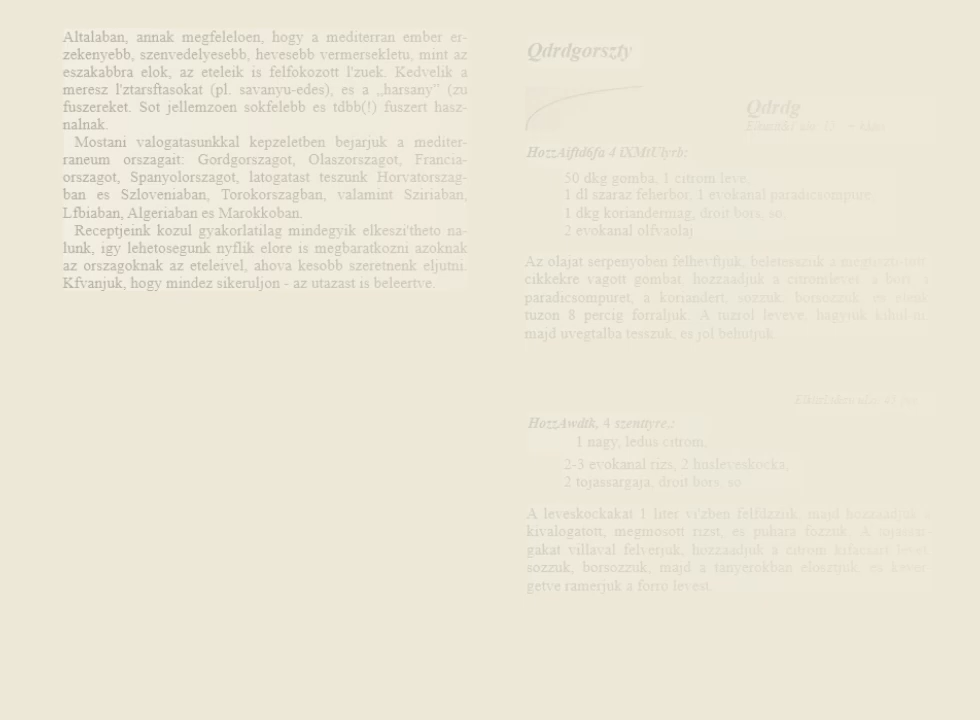 Altalaban, annak megfeleloen, hogy a mediterran ember er-
zekenyebb, szenvedelyesebb, hevesebb vermersekletu, mint az
eszakabbra elok, az eteleik is felfokozott l'zuek. Kedvelik a
meresz l'ztarsftasokat (pl. savanyu-edes), es a „harsany” (zu
fuszereket. Sot jellemzoen sokfelebb es tdbb(!) fuszert hasz-
nalnak.
Mostani valogatasunkkal kepzeletben bejarjuk a mediter-
raneum orszagait: Gordgorszagot, Olaszorszagot, Francia-
orszagot, Spanyolorszagot, latogatast teszunk Horvatorszag-
ban es Szloveniaban, Torokorszagban, valamint Sziriaban,
Lfbiaban, Algeriaban es Marokkoban.
Receptjeink kozul gyakorlatilag mindegyik elkeszi'theto na-
lunk, igy lehetosegunk nyflik elore is megbaratkozni azoknak
az orszagoknak az eteleivel, ahova kesobb szeretnenk eljutni.
Kfvanjuk, hogy mindez sikeruljon - az utazast is beleertve.
Qdrdgorszty
Qdrdg
HozzAiftd6fa 4 lXMtUlyrb:
50 dkg gomba, 1 citrom leve,
1 dl szaraz feherbor, 1 evokanal paradicsompure,
1 dkg koriandermag, droit bors, so,
2 evokanal olfvaolaj
Az olajat serpenyoben felhevftjuk, beletesszuk a megtisztitott,
cikkekre vagott gombat, hozzaadjuk a citromlevet, a bort, a
paradicsompuret, a koriandert, sozzuk, borsozzuk, es
tuzon 8 percig forraljuk. A tuzrol leveve, hagyjuk
majd uvegtalba tesszuk, es jol behutjuk.
HozzAwdtk, 4 szenttyre,:
1 nagy, ledus citrom,
2-3 evokanal rizs, 2 husleveskocka,
2 tojassargaja, droit bors, so
A leveskockakat 1 liter vi'zben felfdzzuk, majd hozzaadjuk a
kivalogatott, megmosott rizst, es puhara fozzuk. A tojassar-
gakat villaval felverjuk, hozzaadjuk a citrom kifacsart levet,
sozzuk, borsozzuk, majd a tanyerokban elosztjuk, es
getve ramerjuk a forro levest.